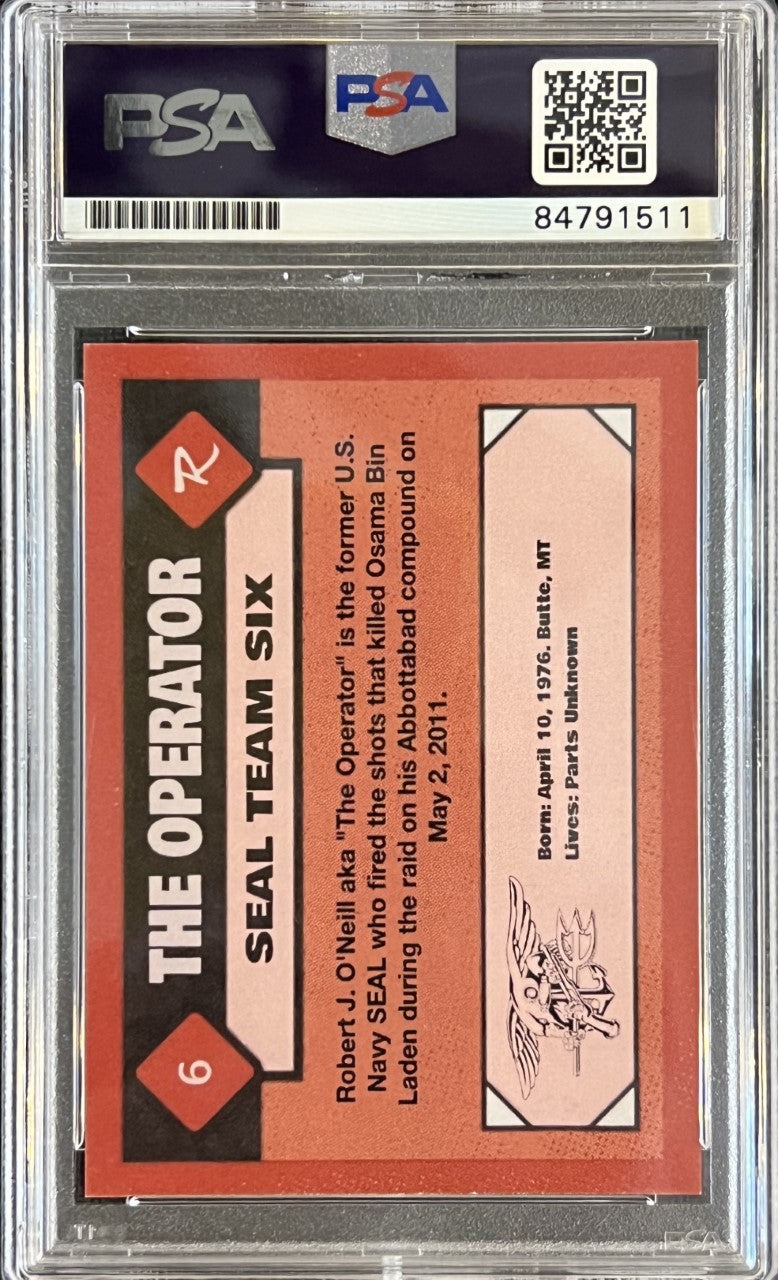 PSA
PSA
84791511
6
THE OPERATOR
R
SEAL TEAM SIX
Robert J. O'Neill aka "The Operator" is the former U.S.
Navy SEAL who fired the shots that killed Osama Bin
Laden during the raid on his Abbottabad compound on
May 2, 2011.
Born: April 10, 1976. Butte, MT
Lives: Parts Unknown
PSA